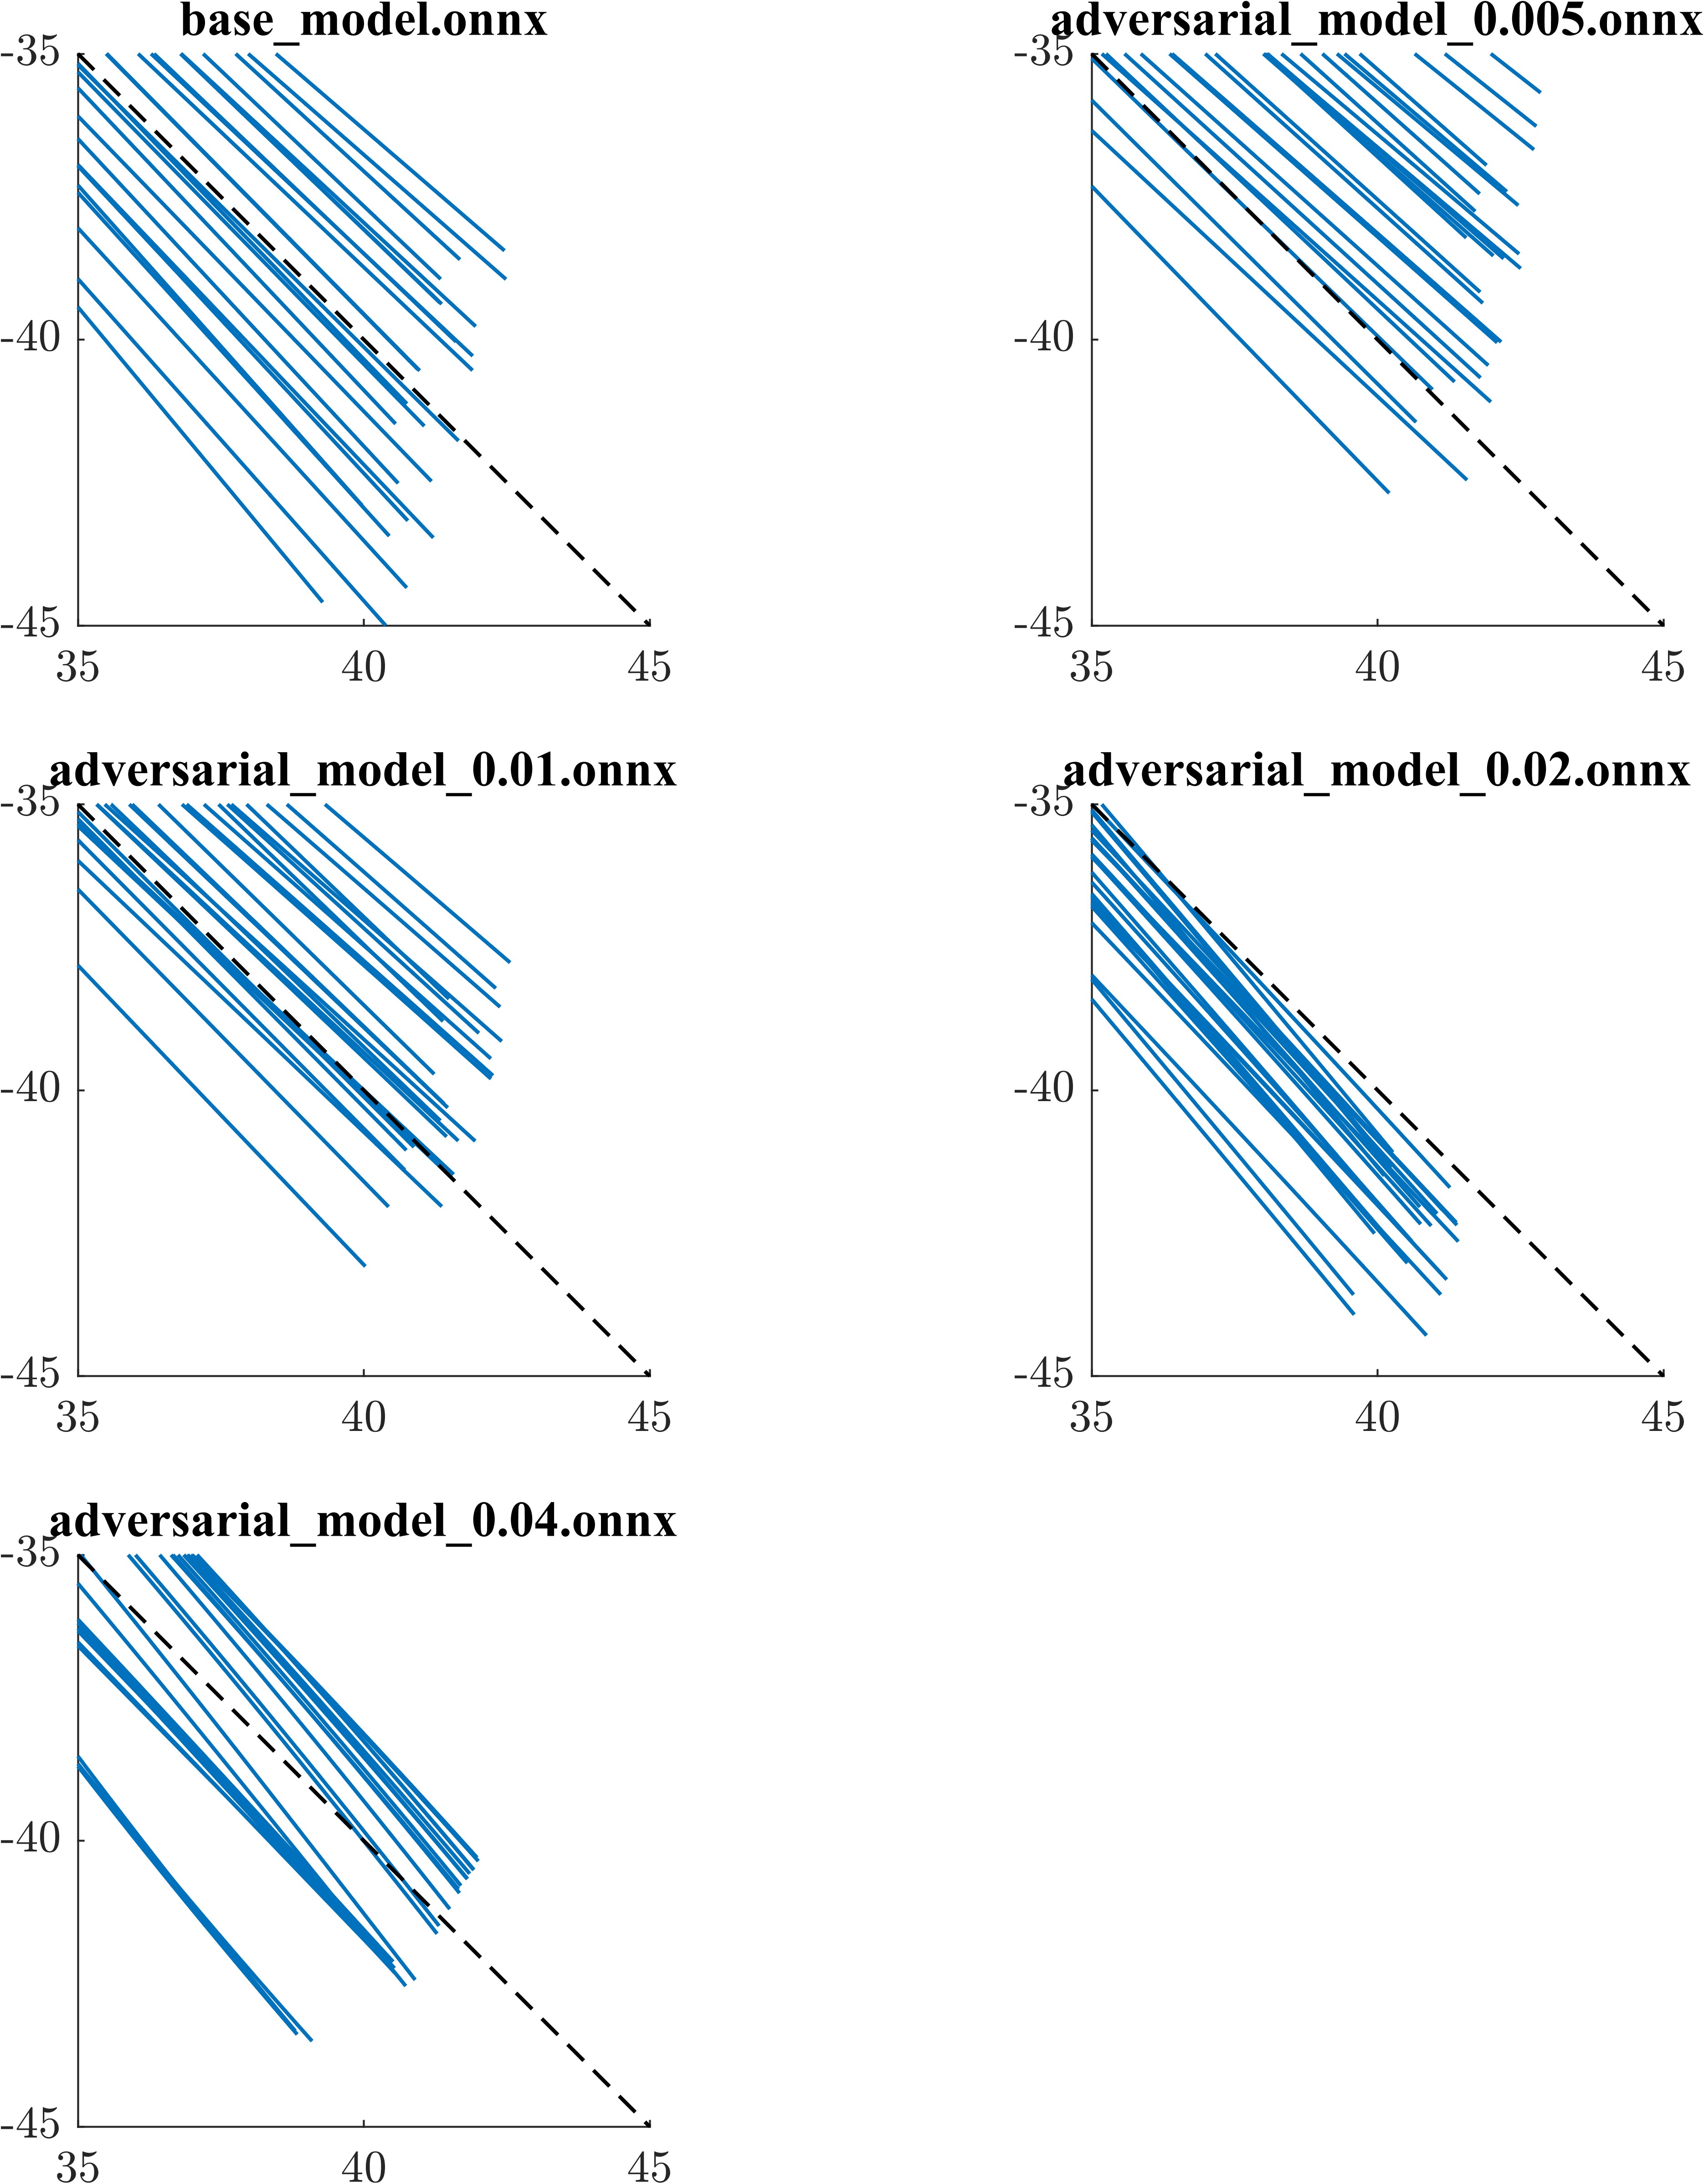 base_model.onnx
-35
-40
-45
35 40 45
adversarial_model_0.005.onnx
-35
-40
-45
35 40 45
adversarial_model_0.01.onnx
-35
-40
-45
35 40 45
adversarial_model_0.02.onnx
-35
-40
-45
35 40 45
adversarial_model_0.04.onnx
-35
-40
-45
35 40 45